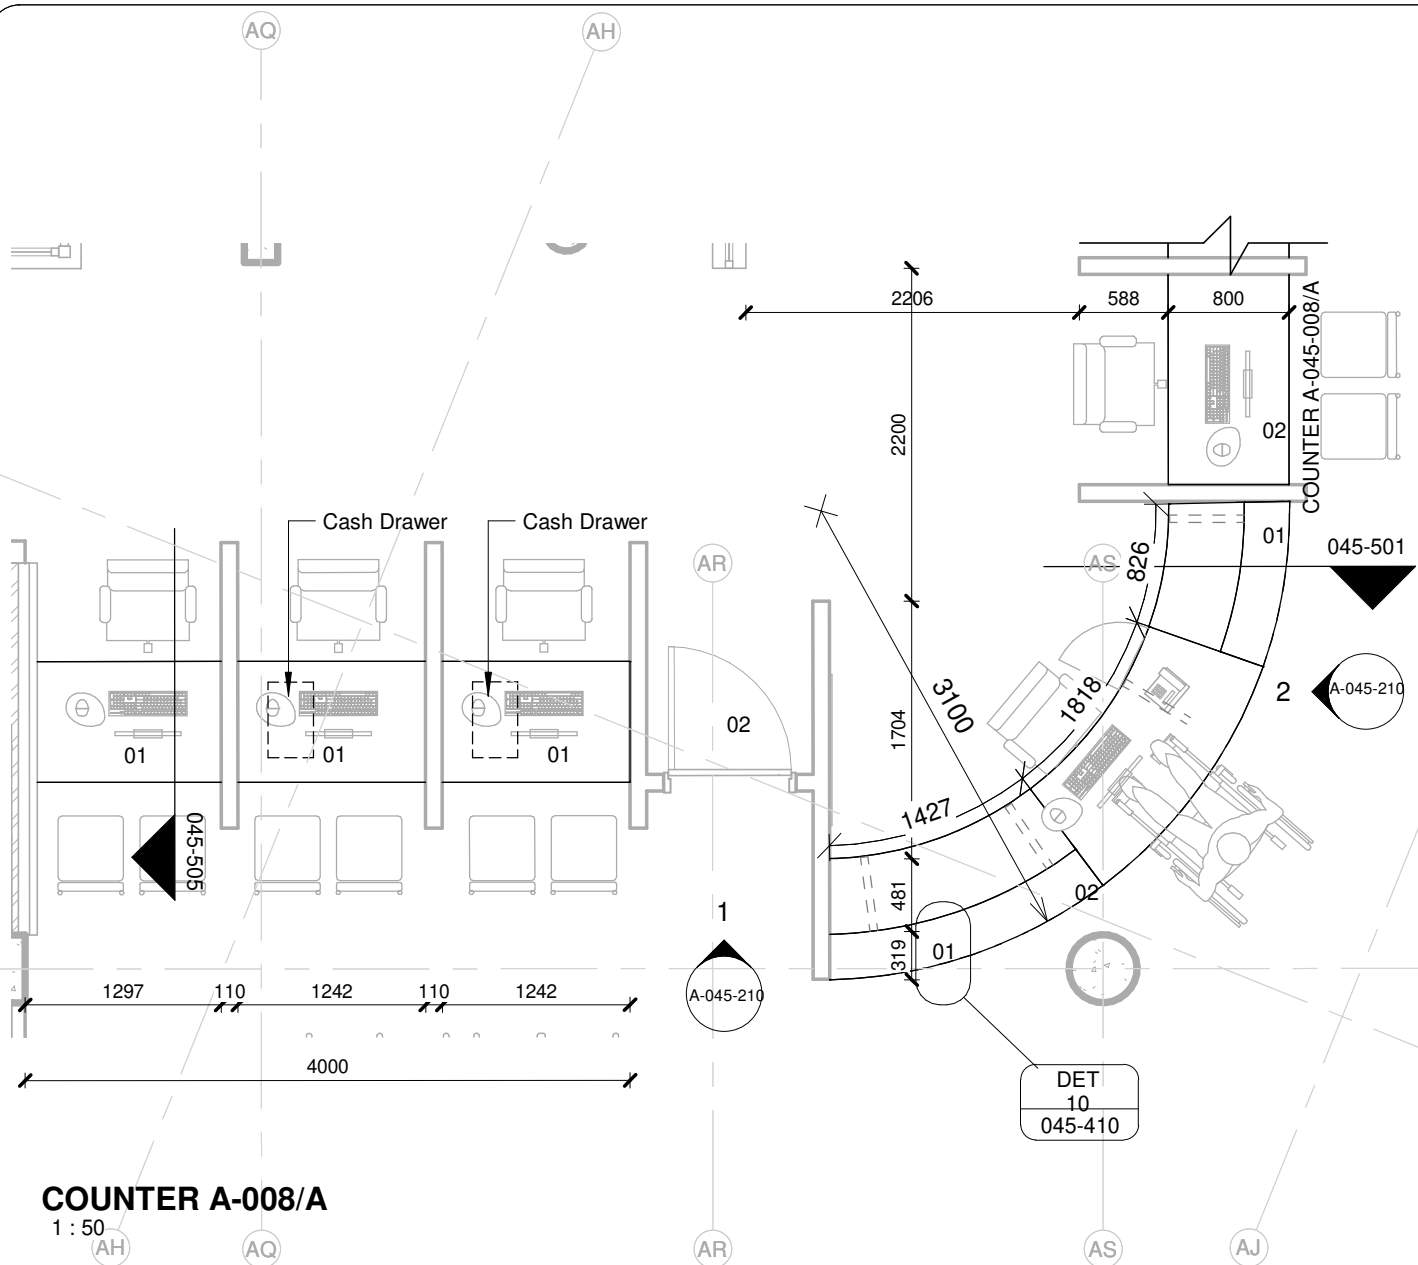 AQ
AH
2206
588
800
COUNTER A-045-008/A
2200
02
Cash Drawer
Cash Drawer
01
045-501
826
AR
AS
3100
1818
2
A-045-210
1704
02
01
01
01
1427
045-505
481
02
1
319
01
A-045-210
1297
110
1242
110
1242
4000
DET
10
045-410
COUNTER A-008/A
1 : 50
AH
AQ
AR
AS
AJ